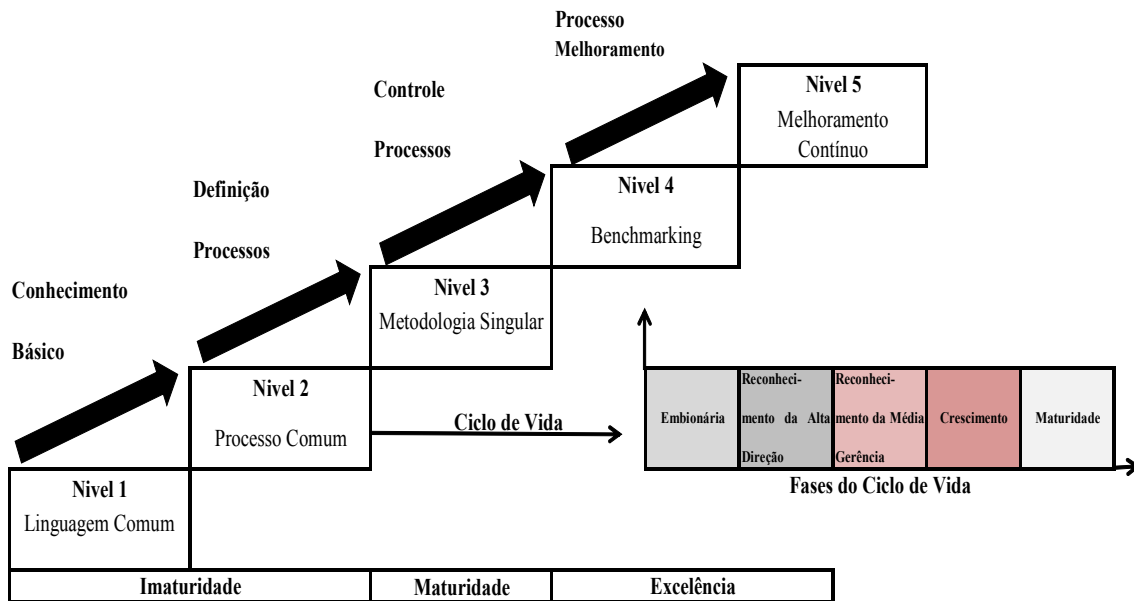 Processo
Melhoramento
Nivel 5
Melhoramento
Contínuo
Controle
Processos
Nivel 4
Benchmarking
Definição
Processos
Nivel 3
Metodologia Singular
Conhecimento
Básico
Nivel 2
Processo Comum
Ciclo de Vida
Embionária
Reconheci-
mento da Alta
Direção
Reconheci-
mento da Média
Gerência
Crescimento
Maturidade
Fases do Ciclo de Vida
Nivel 1
Linguagem Comum
Imaturidade
Maturidade
Excelência